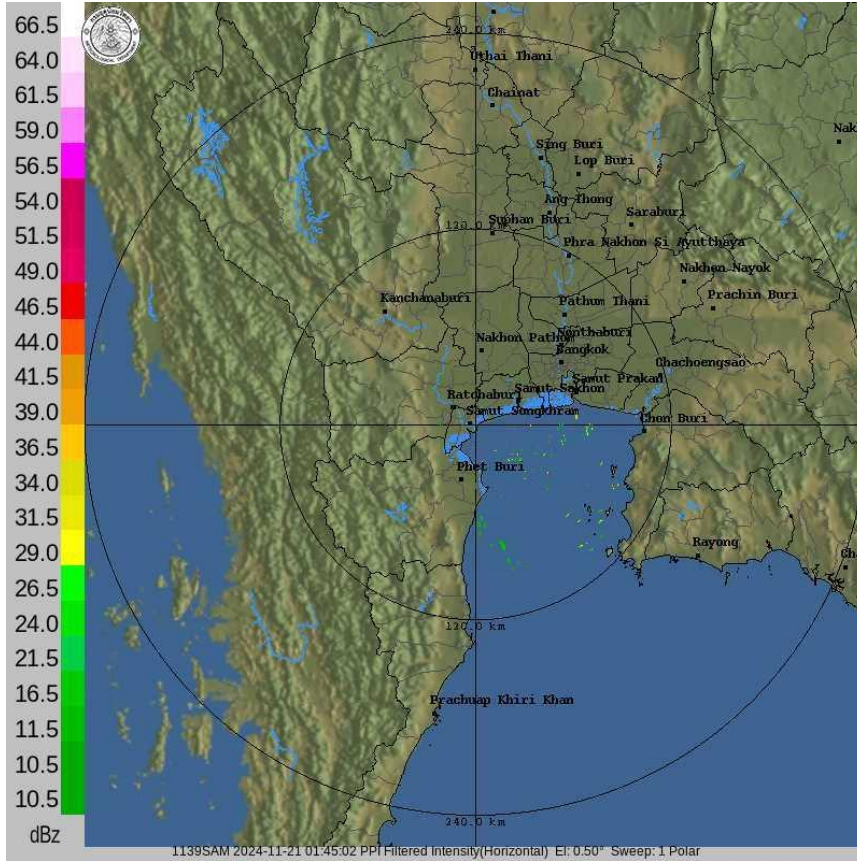 66.5
64.0
61.5
59.0
56.5
54.0
51.5
49.0
46.5
44.0
41.5
39.0
36.5
34.0
31.5
29.0
26.5
24.0
21.5
16.5
11.5
10.5
10.5
dBz
240.0 km
Uthai Thani
Chainat
Nak
Sing Buri
Lop Buri
Ang Thong
Saraburi
Suphan Buri
120.0 km
Phra Nakhon Si Ayutthaya
Nakhon Nayok
Kanchanaburi
Pathum Thani
Prachin Buri
Nonthaburi
Nakhon Pathom
Bangkok
Chachoengsao
Samut Prakan
Samut Sakhon
Ratchaburi
Samut Songkhram
Chon Buri
Phet Buri
Rayong
Ch
120.0 km
Prachuap Khiri Khan
240.0 km
1139SAM 2024-11-21 01:45:02 PPI Filtered Intensity(Horizontal) El: 0.50° Sweep: 1 Polar